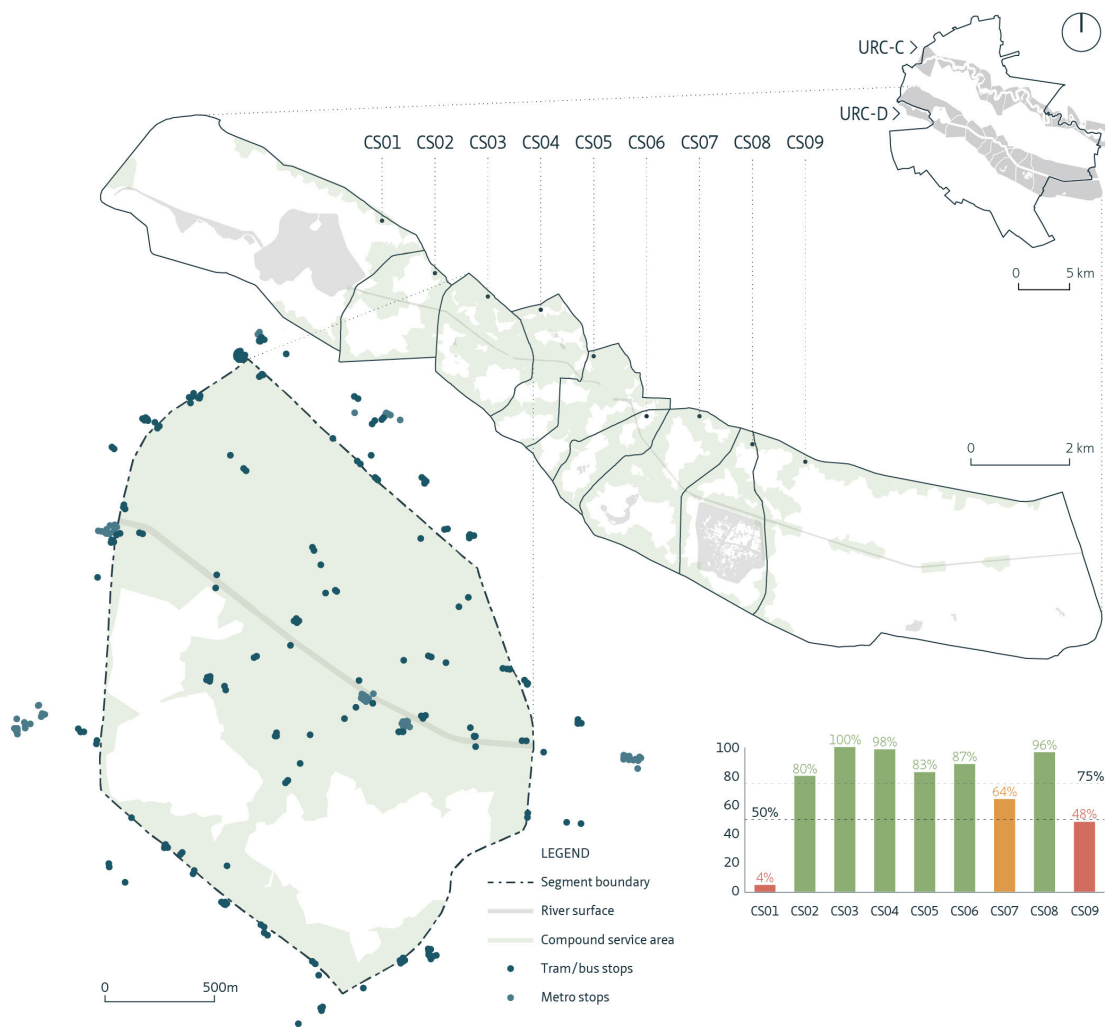 URC-C
URC-D
0 5 km
CS01 CS02 CS03 CS04 CS05 CS06 CS07 CS08 CS09
0 2 km
100
80
60
40
20
0
50%
75%
4%
80%
100%
98%
83%
87%
64%
96%
48%
CS01 CS02 CS03 CS04 CS05 CS06 CS07 CS08 CS09
LEGEND
Segment boundary
River surface
Compound service area
Tram/bus stops
Metro stops
0 500m